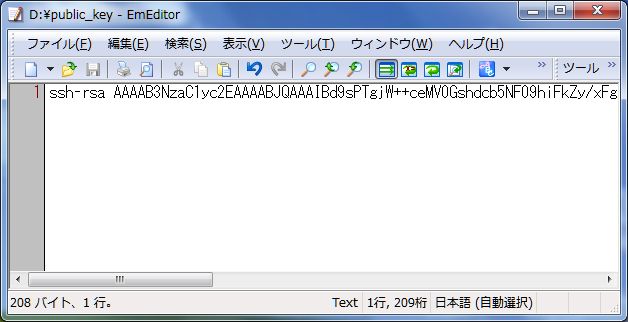 D:¥public_key - EmEditor
ファイル(F) 編集(E) 検索(S) 表示(V) ツール(T) ウィンドウ(W) ヘルプ(H)
» ツール »
1 ssh-rsa AAAAB3NzaC1yc2EAAAABJQAAAIBd9sPTgjW++ceMV0Gshdcb5NF09hiFkZy/xFg
208 バイト、1 行。 Text 1行, 209桁 日本語 (自動選択)